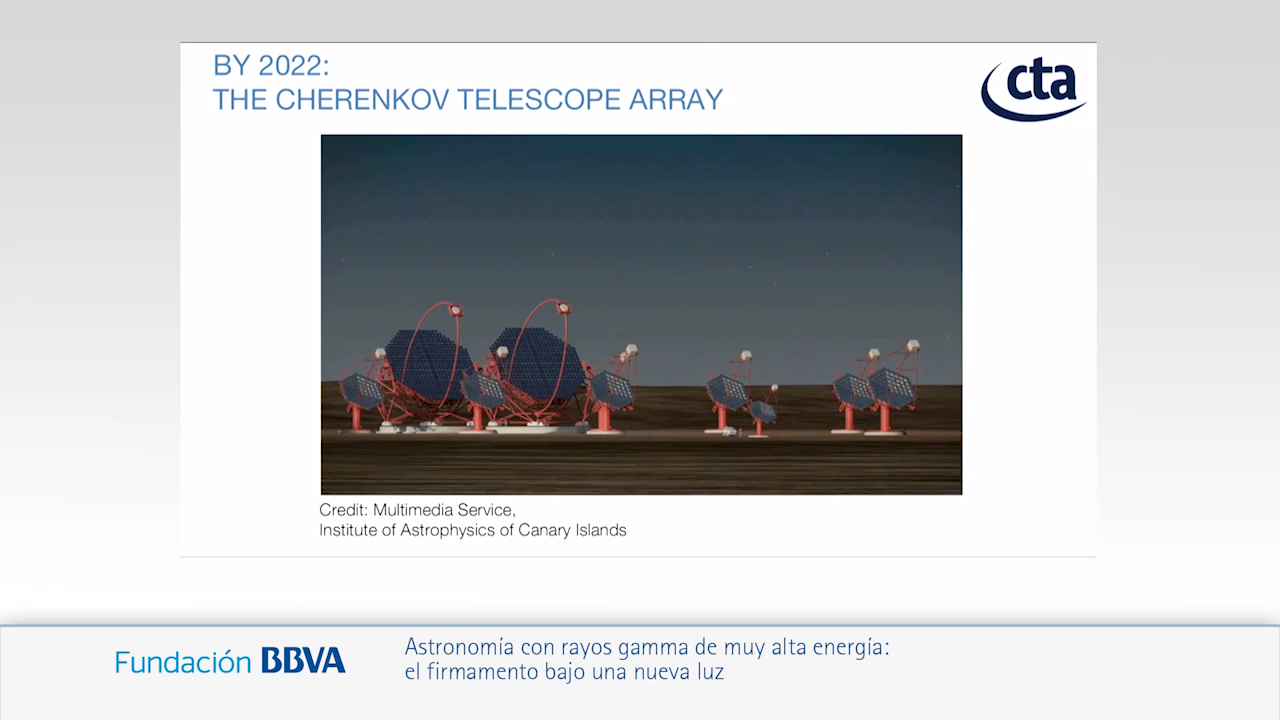 BY 2022:
THE CHERENKOV TELESCOPE ARRAY
cta
Credit: Multimedia Service,
Institute of Astrophysics of Canary Islands
Fundación BBVA
Astronomía con rayos gamma de muy alta energía:
el firmamento bajo una nueva luz